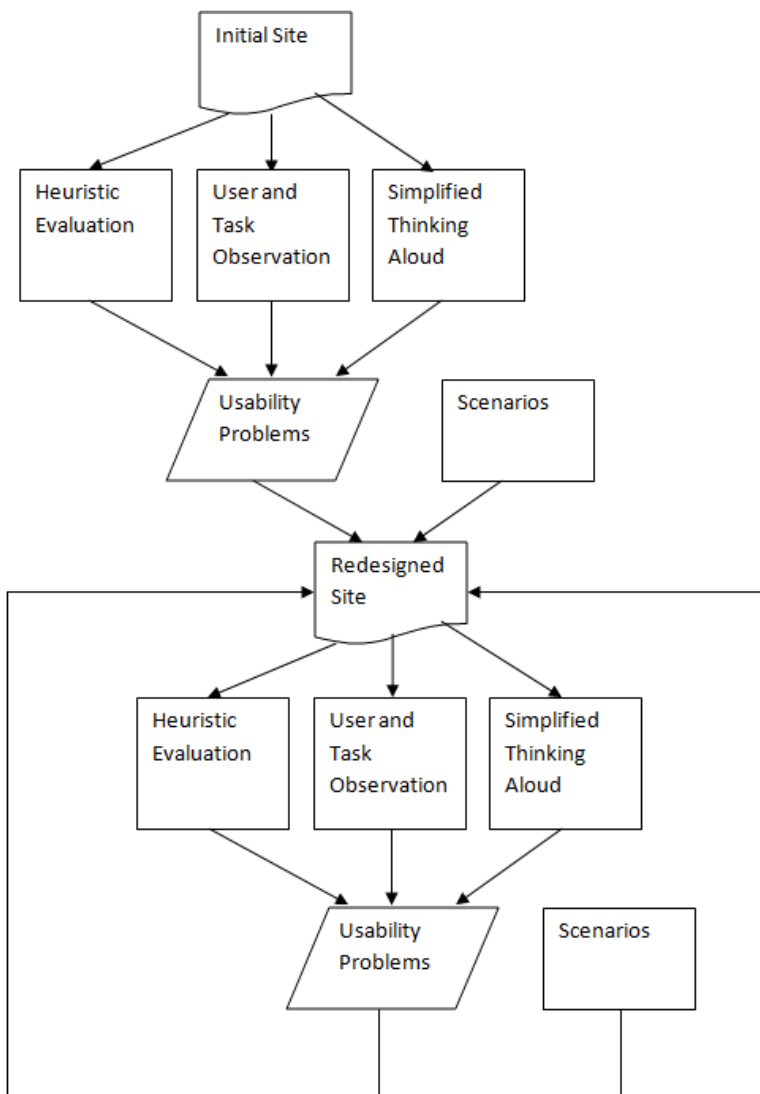 Initial Site
Heuristic
Evaluation
User and
Task
Observation
Simplified
Thinking
Aloud
Usability
Problems
Scenarios
Redesigned
Site
Heuristic
Evaluation
User and
Task
Observation
Simplified
Thinking
Aloud
Usability
Problems
Scenarios